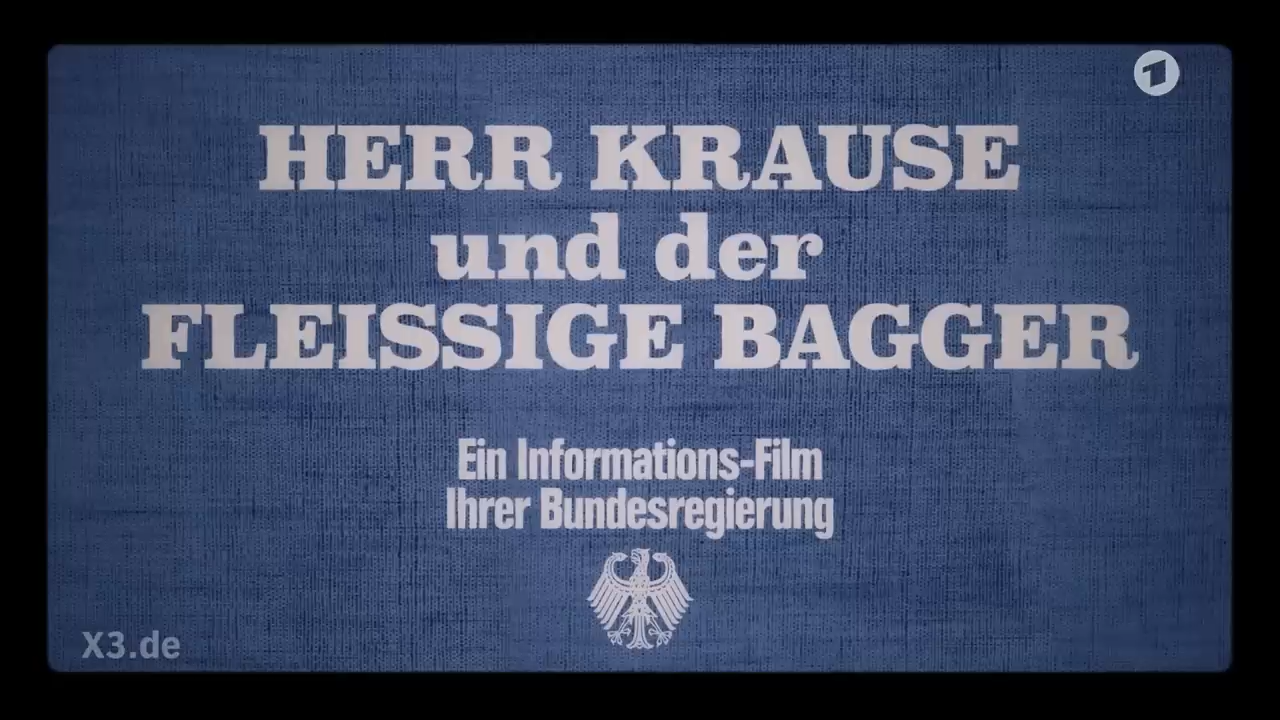 HERR KRAUSE
und der
FLEISSIGE BAGGER
Ein Informations-Film
Ihrer Bundesregierung
X3.de